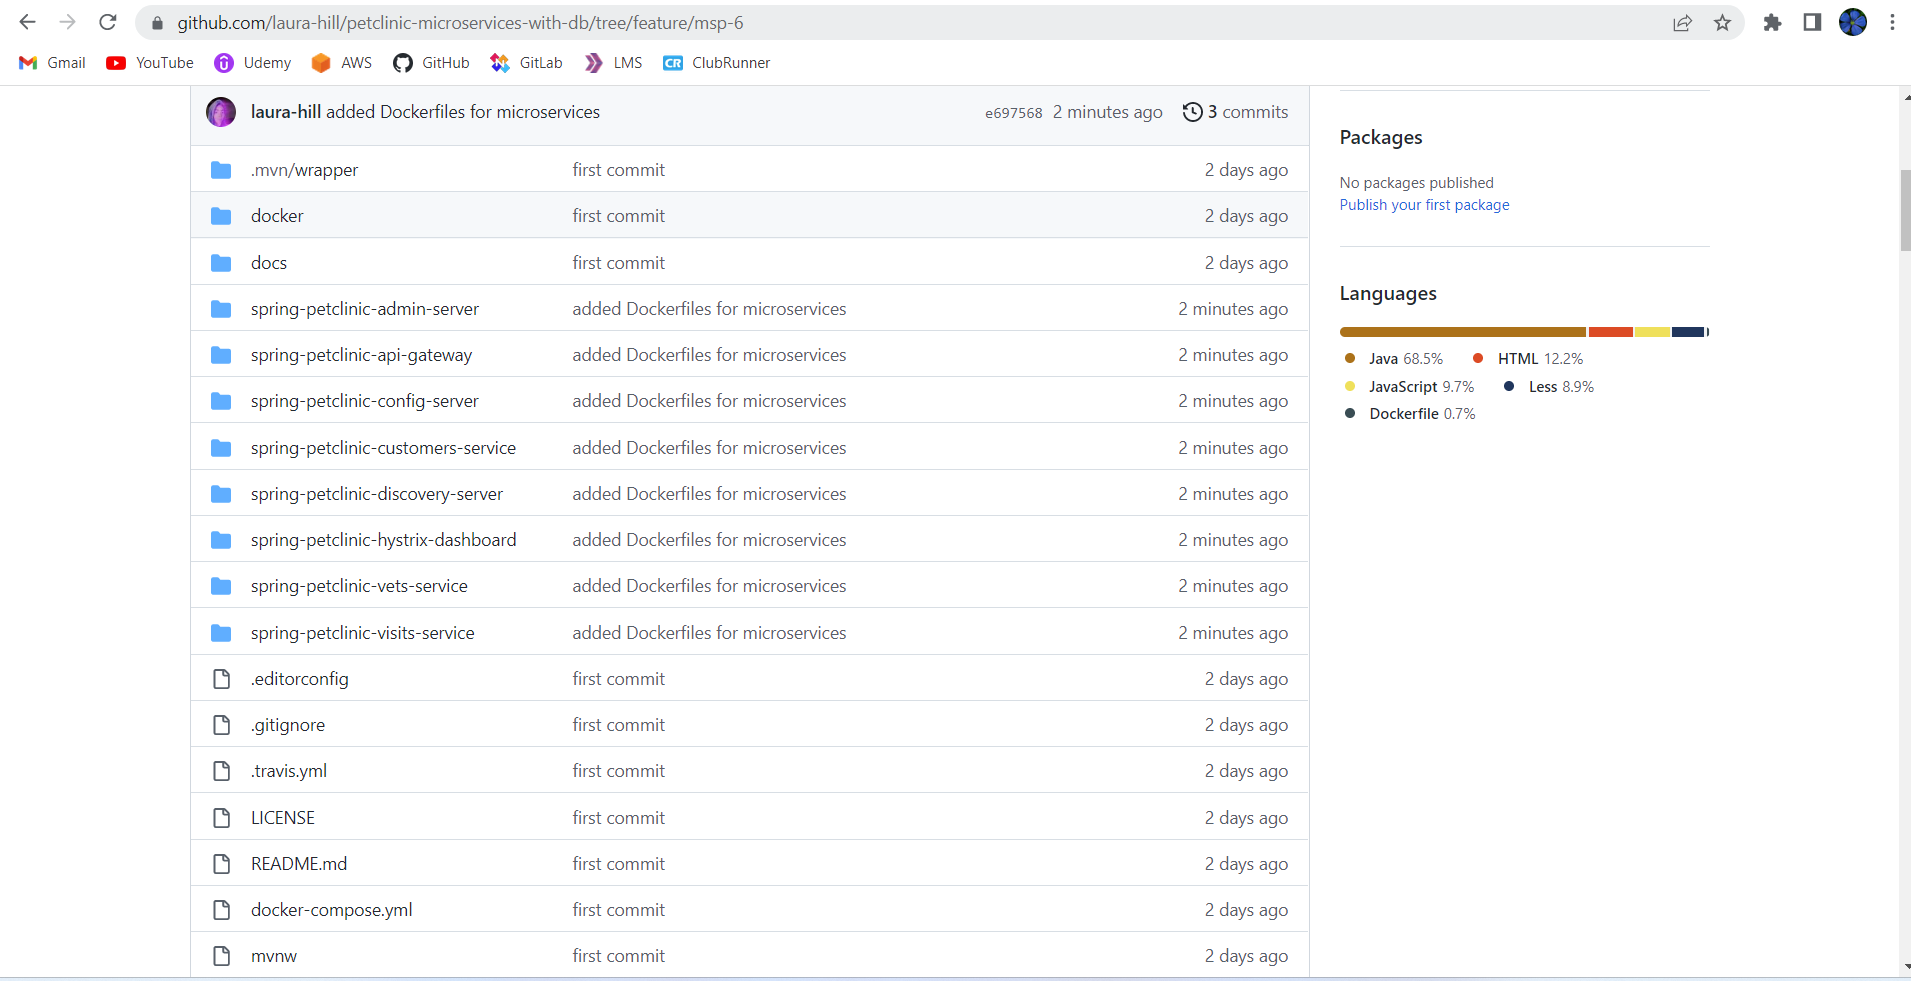 github.com/laura-hill/petclinic-microservices-with-db/tree/feature/msp-6
Gmail YouTube Udemy AWS GitHub GitLab LMS CR ClubRunner
laura-hill added Dockerfiles for microservices e697568 2 minutes ago 3 commits
.mvn/wrapper first commit 2 days ago
docker first commit 2 days ago
docs first commit 2 days ago
spring-petclinic-admin-server added Dockerfiles for microservices 2 minutes ago
spring-petclinic-api-gateway added Dockerfiles for microservices 2 minutes ago
spring-petclinic-config-server added Dockerfiles for microservices 2 minutes ago
spring-petclinic-customers-service added Dockerfiles for microservices 2 minutes ago
spring-petclinic-discovery-server added Dockerfiles for microservices 2 minutes ago
spring-petclinic-hystrix-dashboard added Dockerfiles for microservices 2 minutes ago
spring-petclinic-vets-service added Dockerfiles for microservices 2 minutes ago
spring-petclinic-visits-service added Dockerfiles for microservices 2 minutes ago
.editorconfig first commit 2 days ago
.gitignore first commit 2 days ago
.travis.yml first commit 2 days ago
LICENSE first commit 2 days ago
README.md first commit 2 days ago
docker-compose.yml first commit 2 days ago
mvnw first commit 2 days ago
Packages
No packages published
Publish your first package
Languages
Java 68.5% HTML 12.2%
JavaScript 9.7% Less 8.9%
Dockerfile 0.7%